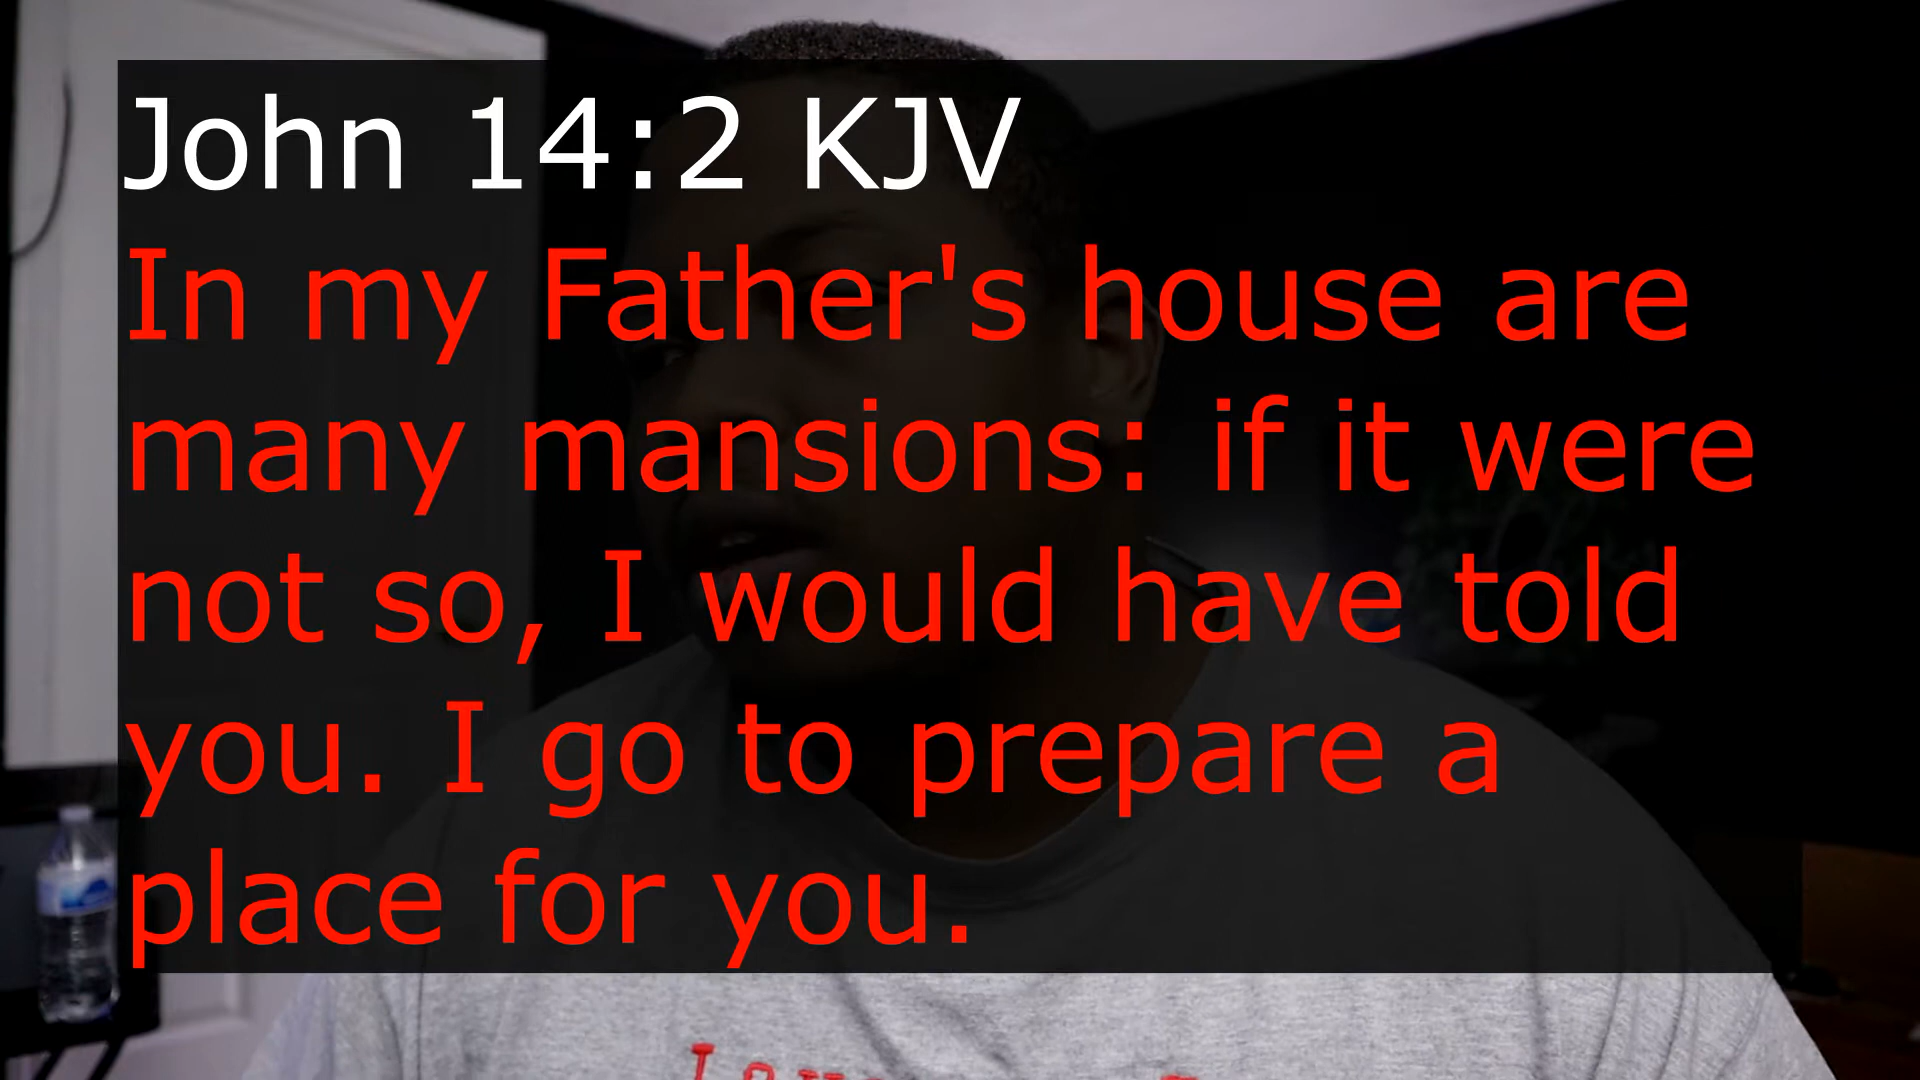 John 14:2 KJV
In my Father's house are
many mansions: if it were
not so, I would have told
you. I go to prepare a
place for you.